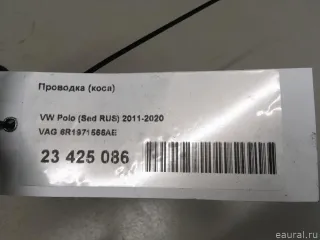 Проводка (коса)
VW Polo (Sed RUS) 2011-2020
VAG 6R1971566AE
23 425 086
eaural.ru